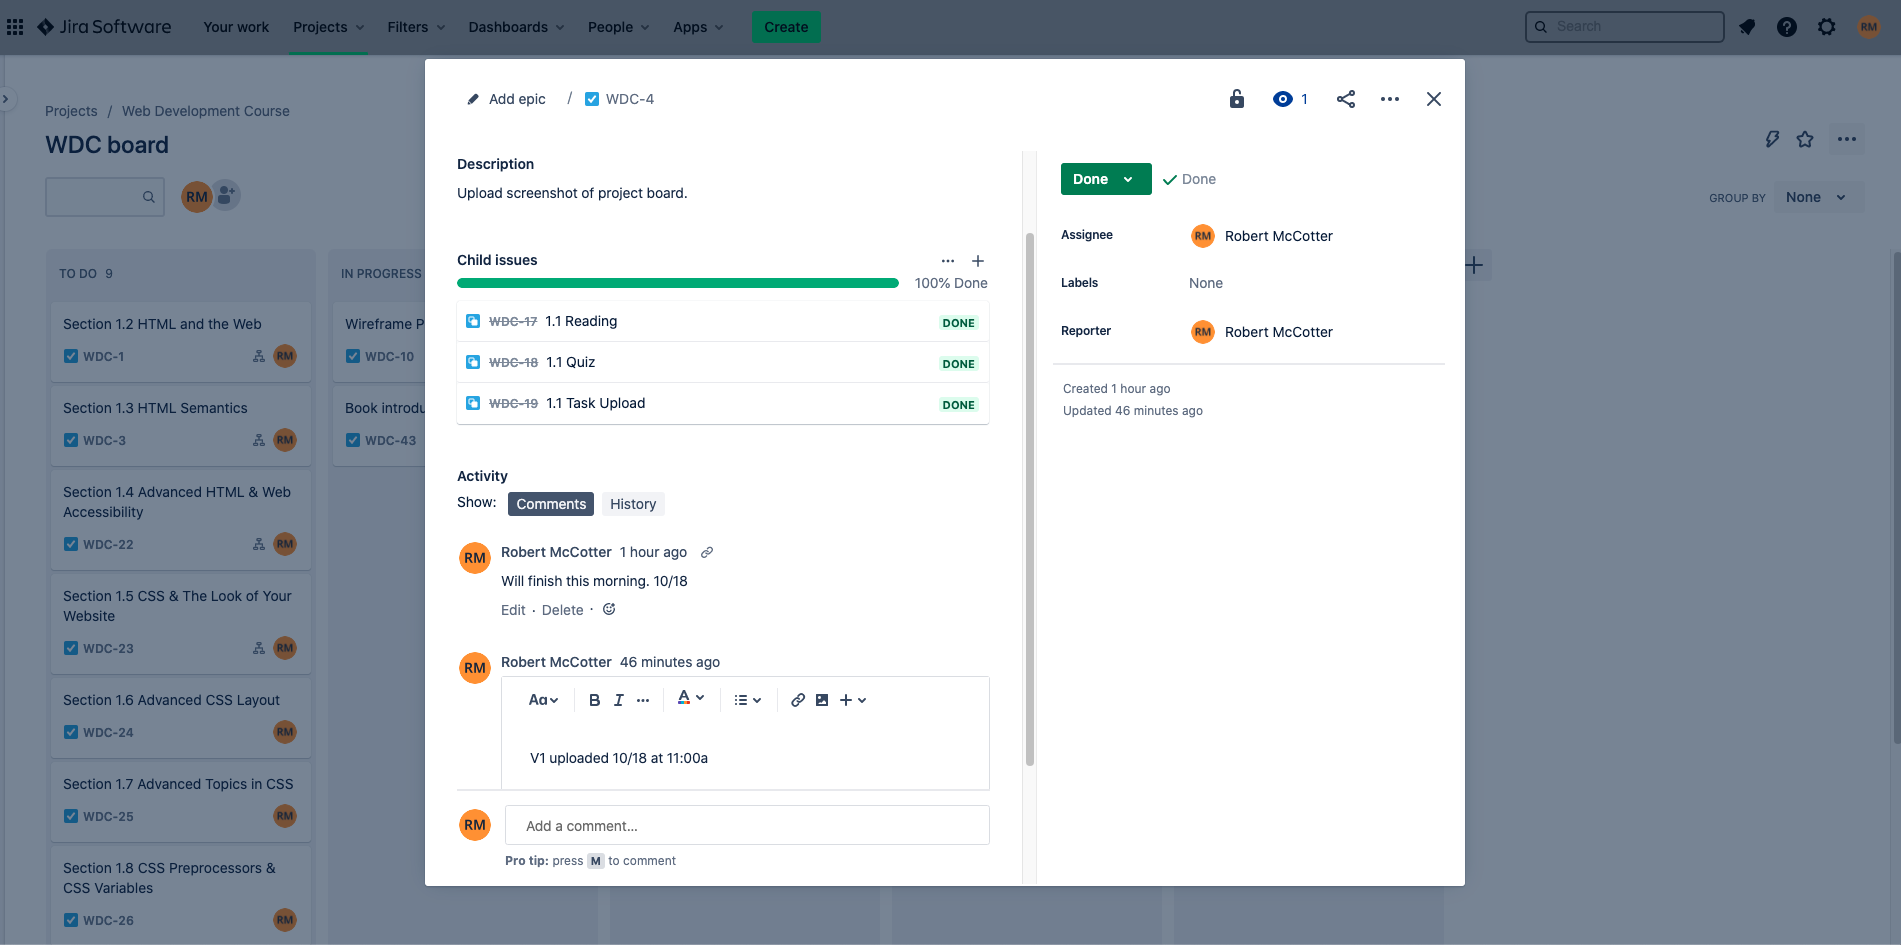 Jira Software Your work Projects Filters Dashboards People Apps Create Search RM
Projects / Web Development Course
WDC board
RM
GROUP BY None
TO DO 9
Section 1.2 HTML and the Web
WDC-1 RM
Section 1.3 HTML Semantics
WDC-3 RM
Section 1.4 Advanced HTML & Web
Accessibility
WDC-22 RM
Section 1.5 CSS & The Look of Your
Website
WDC-23 RM
Section 1.6 Advanced CSS Layout
WDC-24 RM
Section 1.7 Advanced Topics in CSS
WDC-25 RM
Section 1.8 CSS Preprocessors &
CSS Variables
WDC-26 RM
IN PROGRESS
Wireframe P
WDC-10
Book introdu
WDC-43
Add epic / WDC-4 1
Description
Upload screenshot of project board.
Child issues
100% Done
WDC-17 1.1 Reading DONE
WDC-18 1.1 Quiz DONE
WDC-19 1.1 Task Upload DONE
Activity
Show: Comments History
RM Robert McCotter 1 hour ago
Will finish this morning. 10/18
Edit · Delete ·
RM Robert McCotter 46 minutes ago
Aa B I ... A
V1 uploaded 10/18 at 11:00a
RM Add a comment...
Pro tip: press M to comment
Done Done
Assignee RM Robert McCotter
Labels None
Reporter RM Robert McCotter
Created 1 hour ago
Updated 46 minutes ago